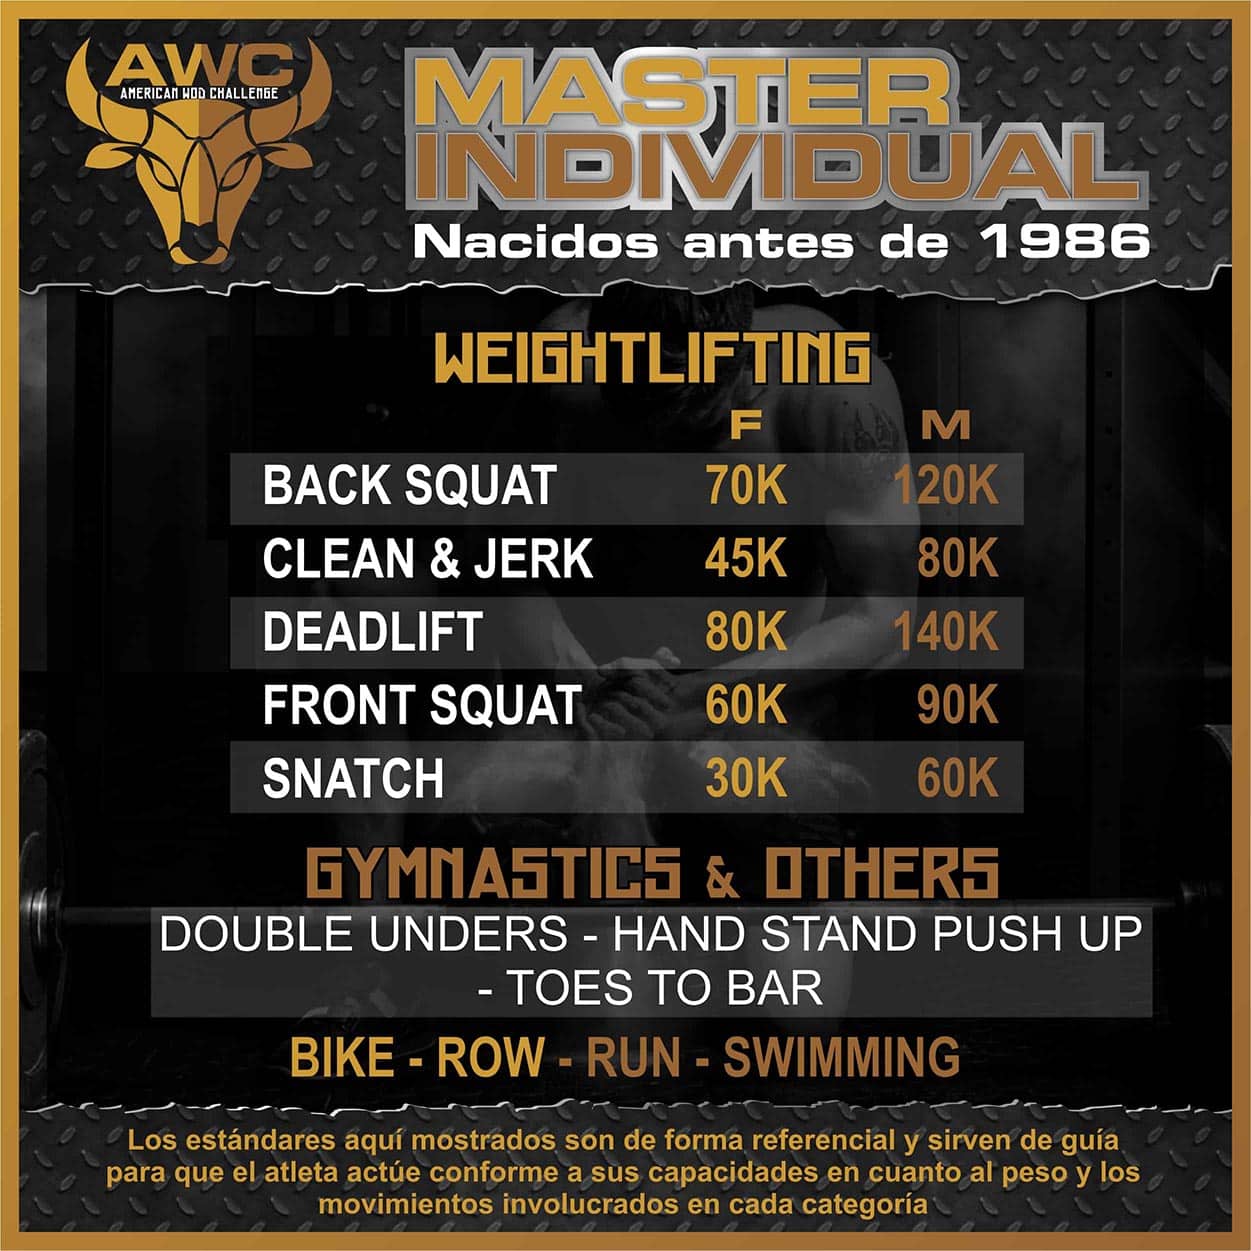 AWC
AMERICAN WOD CHALLENGE
MASTER
INDIVIDUAL
Nacidos antes de 1986
WEIGHTLIFTING
F M
BACK SQUAT 70K 120K
CLEAN & JERK 45K 80K
DEADLIFT 80K 140K
FRONT SQUAT 60K 90K
SNATCH 30K 60K
GYMNASTICS & OTHERS
DOUBLE UNDERS - HAND STAND PUSH UP
- TOES TO BAR
BIKE - ROW - RUN - SWIMMING
Los estándares aquí mostrados son de forma referencial y sirven de guía
para que el atleta actúe conforme a sus capacidades en cuanto al peso y los
movimientos involucrados en cada categoría